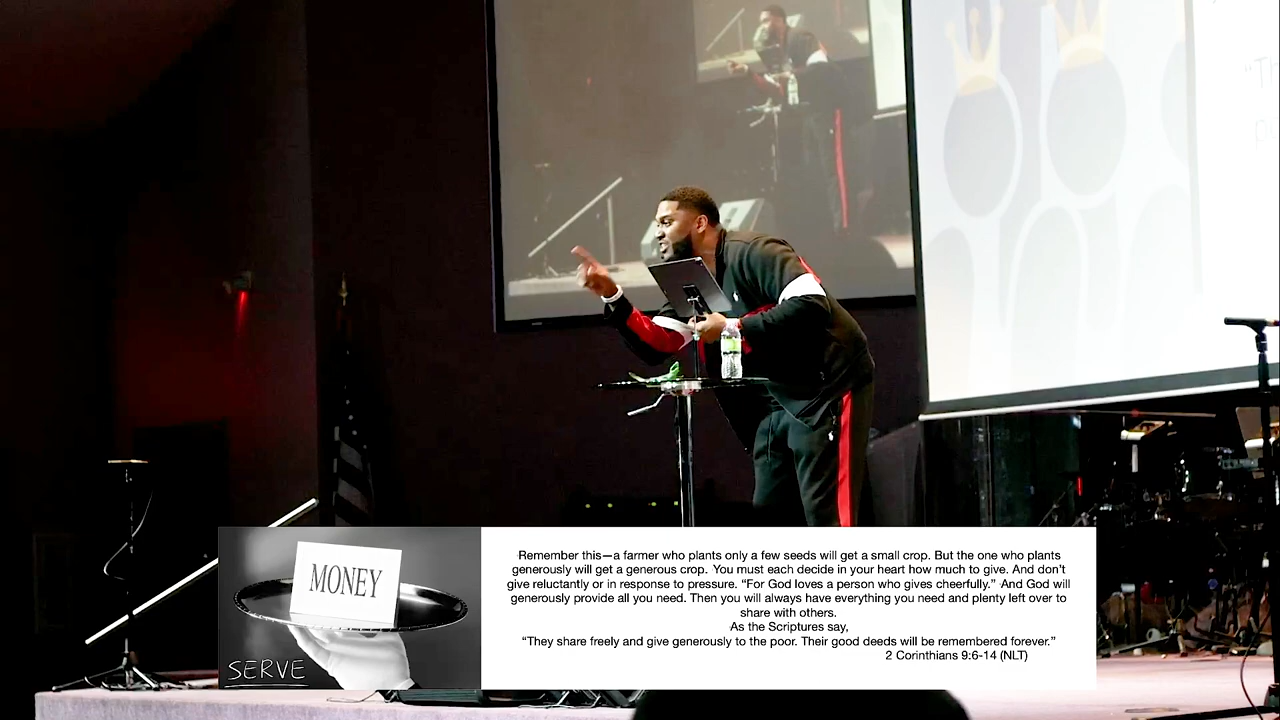 MONEY
SERVE
Remember this—a farmer who plants only a few seeds will get a small crop. But the one who plants
generously will get a generous crop. You must each decide in your heart how much to give. And don't
give reluctantly or in response to pressure. “For God loves a person who gives cheerfully.” And God will
generously provide all you need. Then you will always have everything you need and plenty left over to
share with others.
As the Scriptures say,
“They share freely and give generously to the poor. Their good deeds will be remembered forever.”
2 Corinthians 9:6-14 (NLT)